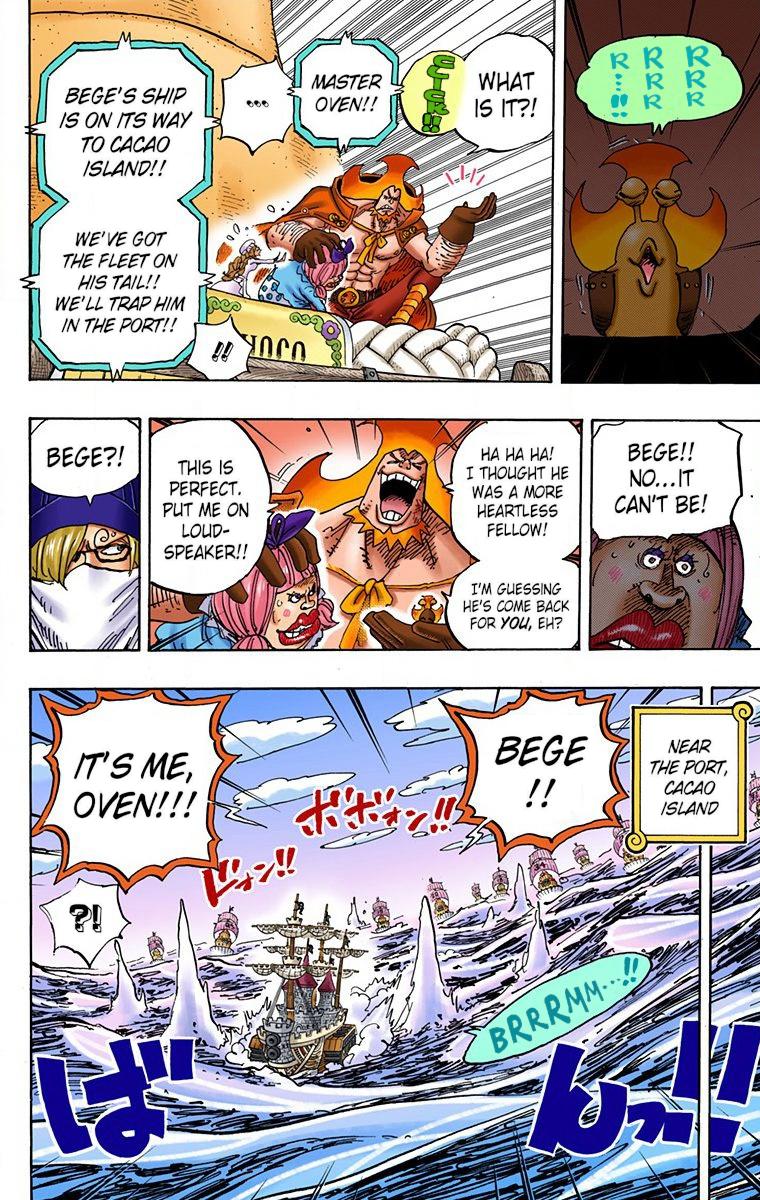 R
R
R
R
R
R
R
...
!!
WHAT
IS IT?!
CLICK!!
MASTER
OVEN!!
...
BEGE'S SHIP
IS ON ITS WAY
TO CACAO
ISLAND!!
WE'VE GOT
THE FLEET ON
HIS TAIL!!
WE'LL TRAP HIM
IN THE PORT!!
!!
BEGE!!
NO...IT
CAN'T BE!
HA HA HA!
I THOUGHT HE
WAS A MORE
HEARTLESS
FELLOW!
I'M GUESSING
HE'S COME BACK
FOR YOU, EH?
THIS IS
PERFECT.
PUT ME ON
LOUD-
SPEAKER!!
BEGE?!
NEAR
THE PORT,
CACAO
ISLAND
BEGE
!!
IT'S ME,
OVEN!!!
ボボォン!!
ドォン!!
?!
BRRRMM...!!
ばんっ!!